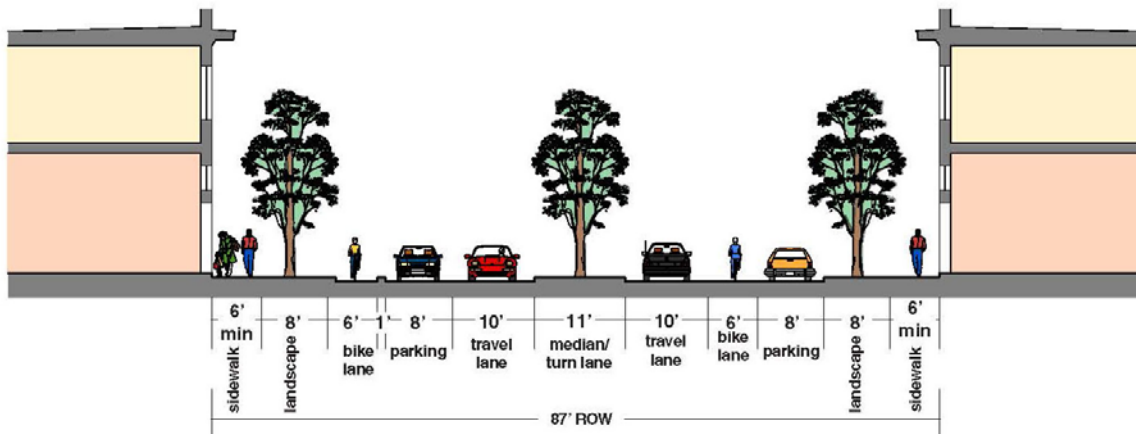 6’ min sidewalk
8’ landscape
6’ bike lane
1’
8’ parking
10’ travel lane
11’ median/ turn lane
10’ travel lane
6’ bike lane
8’ parking
8’ landscape
6’ min sidewalk
87’ ROW